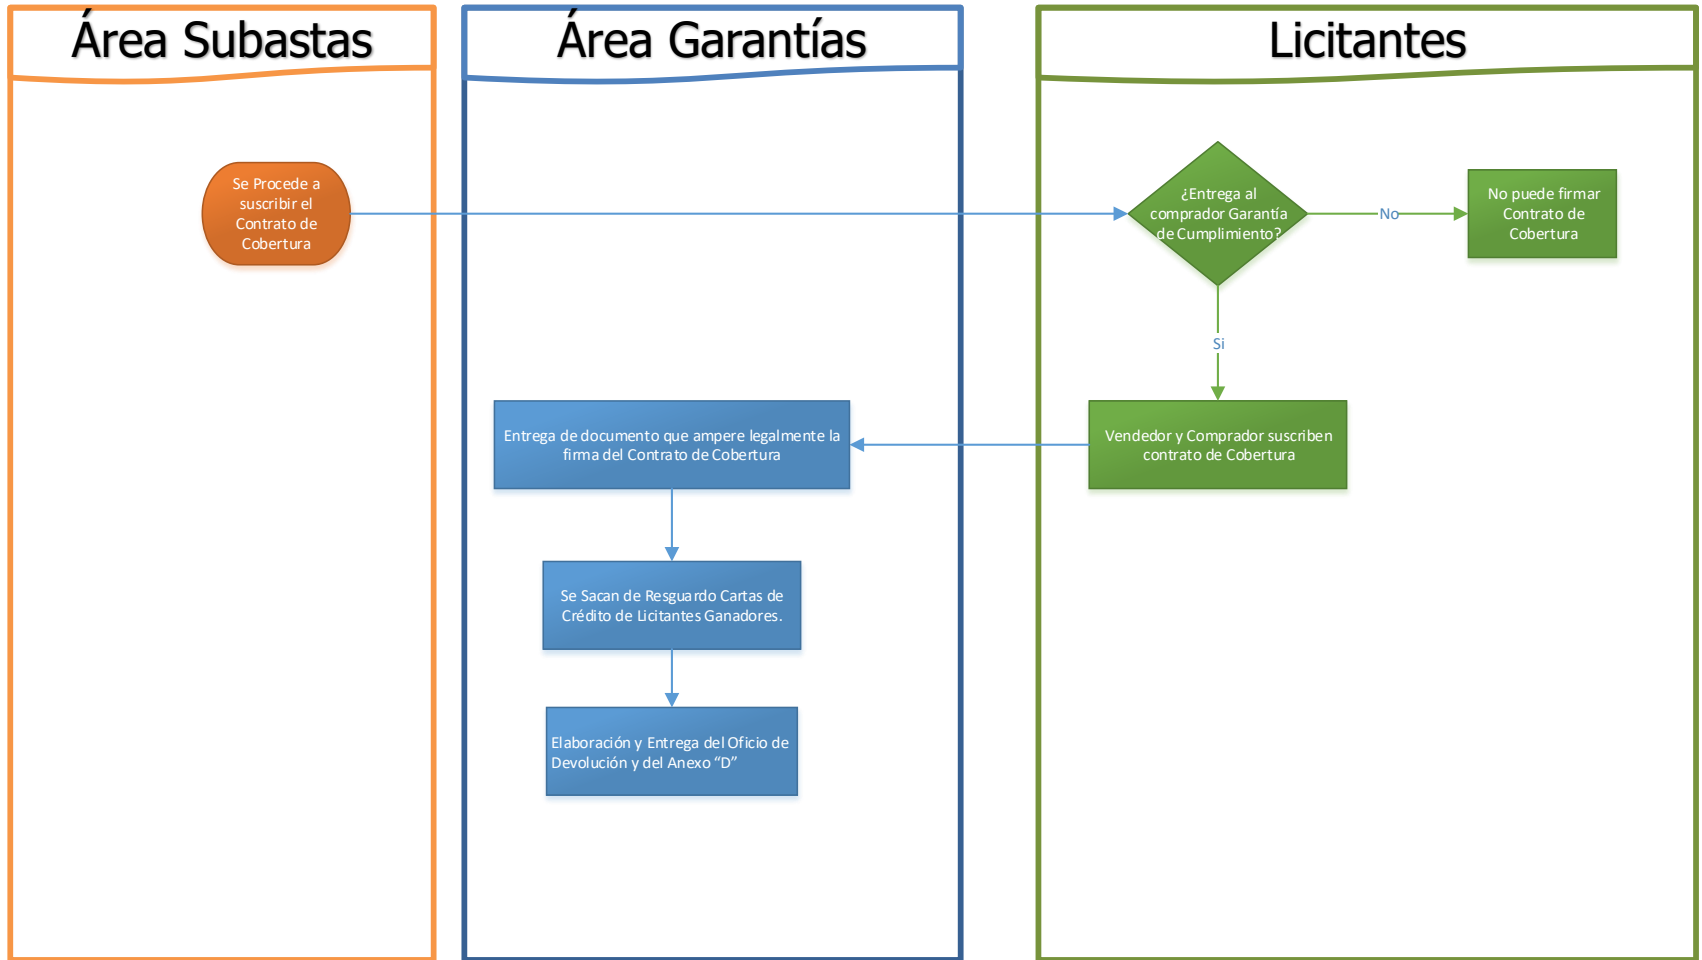 Área Subastas
Área Garantías
Licitantes
Se Procede a
suscribir el
Contrato de
Cobertura
¿Entrega al
comprador Garantía
de Cumplimiento?
No
No puede firmar
Contrato de
Cobertura
Si
Entrega de documento que ampere legalmente la
firma del Contrato de Cobertura
Vendedor y Comprador suscriben
contrato de Cobertura
Se Sacan de Resguardo Cartas de
Crédito de Licitantes Ganadores.
Elaboración y Entrega del Oficio de
Devolución y del Anexo “D”